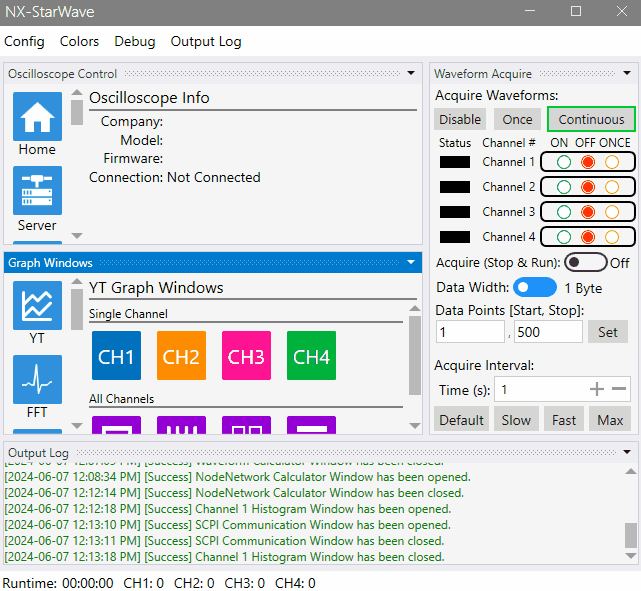 NX-StarWave
Config Colors Debug Output Log
Oscilloscope Control
Home
Server
Oscilloscope Info
Company:
Model:
Firmware:
Connection: Not Connected
Graph Windows
YT
FFT
YT Graph Windows
Single Channel
CH1 CH2 CH3 CH4
All Channels
Waveform Acquire
Acquire Waveforms:
Disable Once Continuous
Status Channel # ON OFF ONCE
Channel 1
Channel 2
Channel 3
Channel 4
Acquire (Stop & Run): Off
Data Width: 1 Byte
Data Points [Start, Stop]:
1 , 500 Set
Acquire Interval:
Time (s): 1
Default Slow Fast Max
Output Log
[2024-06-07 12:08:34 PM] [Success] NodeNetwork Calculator Window has been opened.
[2024-06-07 12:12:14 PM] [Success] NodeNetwork Calculator Window has been closed.
[2024-06-07 12:12:18 PM] [Success] Channel 1 Histogram Window has been opened.
[2024-06-07 12:13:10 PM] [Success] SCPI Communication Window has been opened.
[2024-06-07 12:13:11 PM] [Success] SCPI Communication Window has been closed.
[2024-06-07 12:13:18 PM] [Success] Channel 1 Histogram Window has been closed.
Runtime: 00:00:00 CH1: 0 CH2: 0 CH3: 0 CH4: 0